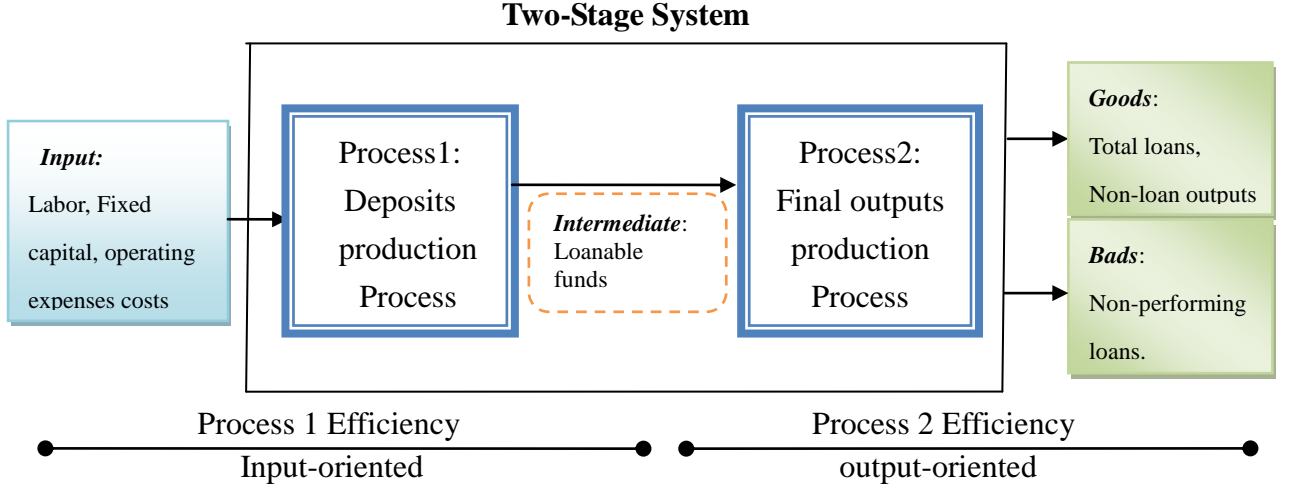 Two-Stage System
Input:
Labor, Fixed
capital, operating
expenses costs
Process1:
Deposits
production
Process
Intermediate:
Loanable
funds
Process2:
Final outputs
production
Process
Goods:
Total loans,
Non-loan outputs
Bads:
Non-performing
loans.
Process 1 Efficiency
Input-oriented
Process 2 Efficiency
output-oriented